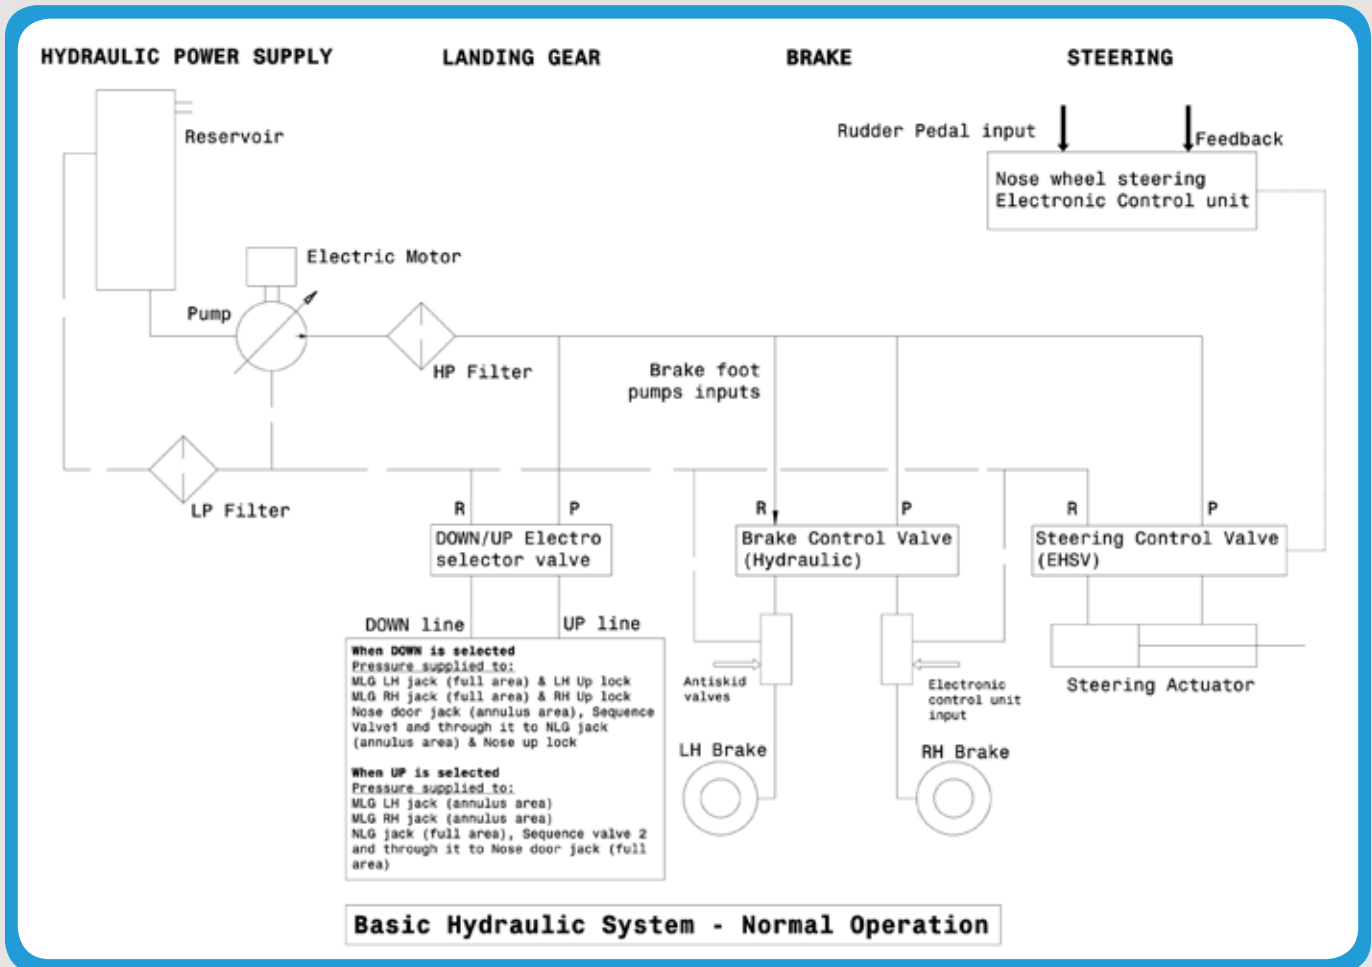 HYDRAULIC POWER SUPPLY
LANDING GEAR
BRAKE
STEERING
Reservoir
Rudder Pedal input
Feedback
Nose wheel steering
Electronic Control unit
Electric Motor
Pump
HP Filter
Brake foot
pumps inputs
LP Filter
R
P
R
P
R
P
DOWN/UP Electro
selector valve
Brake Control Valve
(Hydraulic)
Steering Control Valve
(EHSV)
DOWN line
UP line
When DOWN is selected
Pressure supplied to:
MLG LH jack (full area) & LH Up lock
MLG RH jack (full area) & RH Up lock
Nose door jack (annulus area), Sequence
Valve1 and through it to NLG jack
(annulus area) & Nose up lock
When UP is selected
Pressure supplied to:
MLG LH jack (annulus area)
MLG RH jack (annulus area)
NLG jack (full area), Sequence valve 2
and through it to Nose door jack (full
area)
Antiskid
valves
Electronic
control unit
input
Steering Actuator
LH Brake
RH Brake
Basic Hydraulic System - Normal Operation